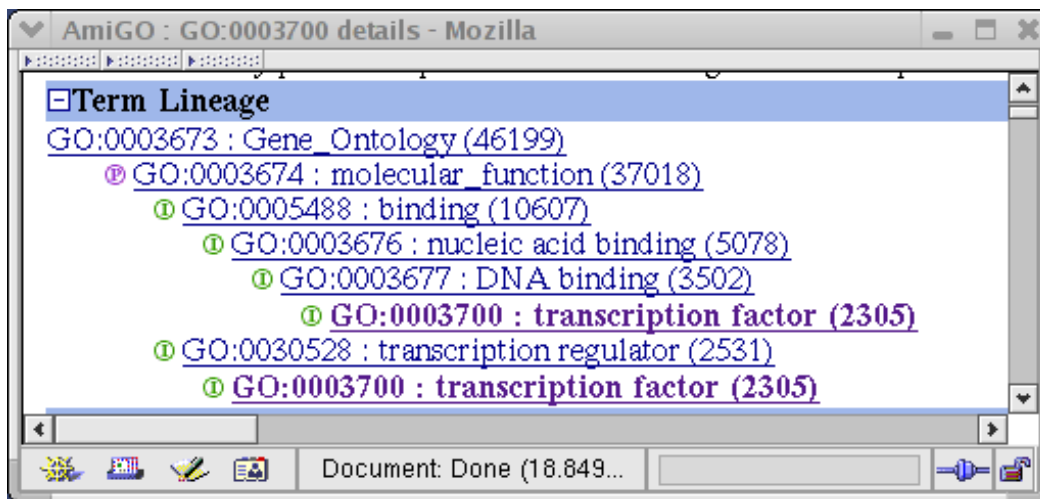 AmiGO : GO:0003700 details - Mozilla
Term Lineage
GO:0003673 : Gene_Ontology (46199)
P GO:0003674 : molecular_function (37018)
I GO:0005488 : binding (10607)
I GO:0003676 : nucleic acid binding (5078)
I GO:0003677 : DNA binding (3502)
I GO:0003700 : transcription factor (2305)
I GO:0030528 : transcription regulator (2531)
I GO:0003700 : transcription factor (2305)
Document: Done (18.849...